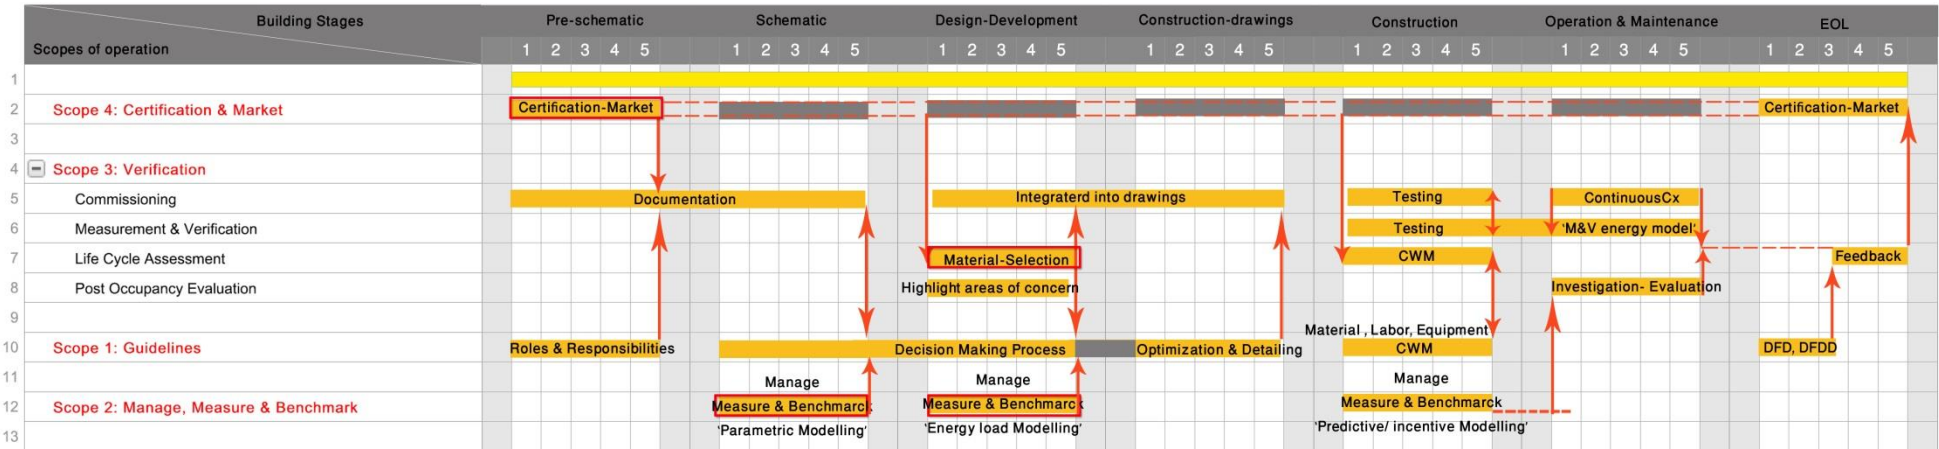 Building Stages Pre-schematic Schematic Design-Development Construction-drawings Construction Operation & Maintenance EOL
Scopes of operation 1 2 3 4 5 1 2 3 4 5 1 2 3 4 5 1 2 3 4 5 1 2 3 4 5 1 2 3 4 5 1 2 3 4 5
1
2 Scope 4: Certification & Market Certification-Market Certification-Market
3
4 Scope 3: Verification
5 Commissioning Documentation Integraterd into drawings Testing ContinuousCx
6 Measurement & Verification Testing 'M&V energy model'
7 Life Cycle Assessment Material-Selection CWM Feedback
8 Post Occupancy Evaluation Highlight areas of concern Investigation- Evaluation
9
Material , Labor, Equipment
10 Scope 1: Guidelines Roles & Responsibilities Decision Making Process Optimization & Detailing CWM DFD, DFDD
11 Manage Manage Manage
12 Scope 2: Manage, Measure & Benchmark Measure & Benchmarck Measure & Benchmarck Measure & Benchmarck
13 'Parametric Modelling' 'Energy load Modelling' 'Predictive/ incentive Modelling'